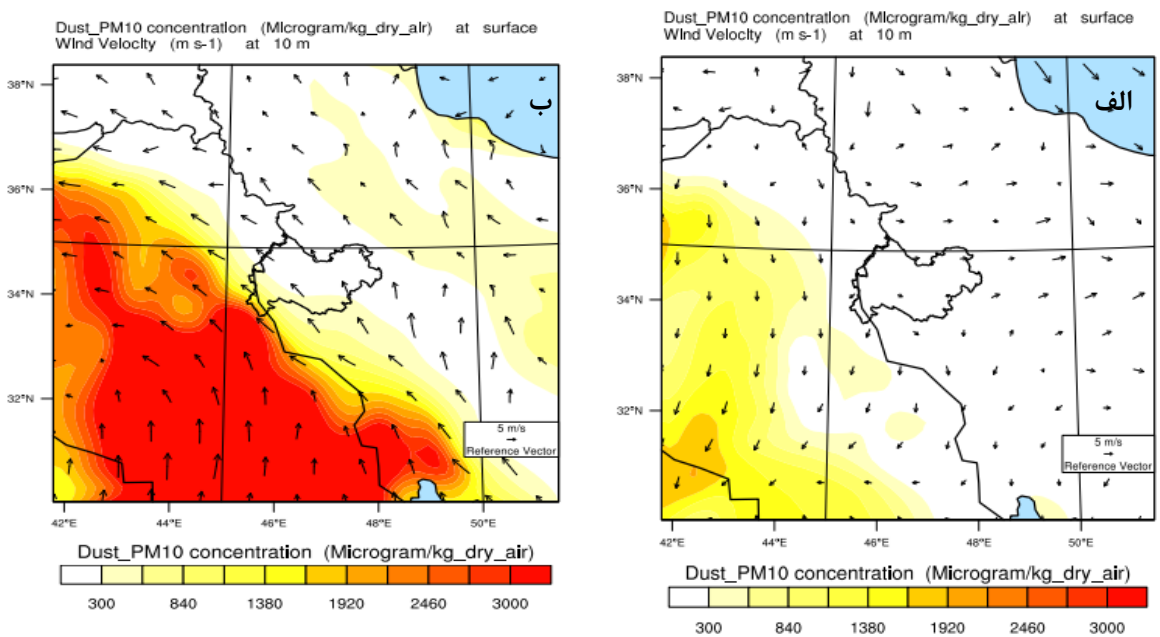 Dust_PM10 concentration (Microgram/kg_dry_air) at surface
Wind Velocity (m s-1) at 10 m
ب
38°N
36°N
34°N
32°N
5 m/s
Reference Vector
42°E 44°E 46°E 48°E 50°E
Dust_PM10 concentration (Microgram/kg_dry_air)
300 840 1380 1920 2460 3000
Dust_PM10 concentration (Microgram/kg_dry_air) at surface
Wind Velocity (m s-1) at 10 m
الف
38°N
36°N
34°N
32°N
5 m/s
Reference Vector
42°E 44°E 46°E 48°E 50°E
Dust_PM10 concentration (Microgram/kg_dry_air)
300 840 1380 1920 2460 3000